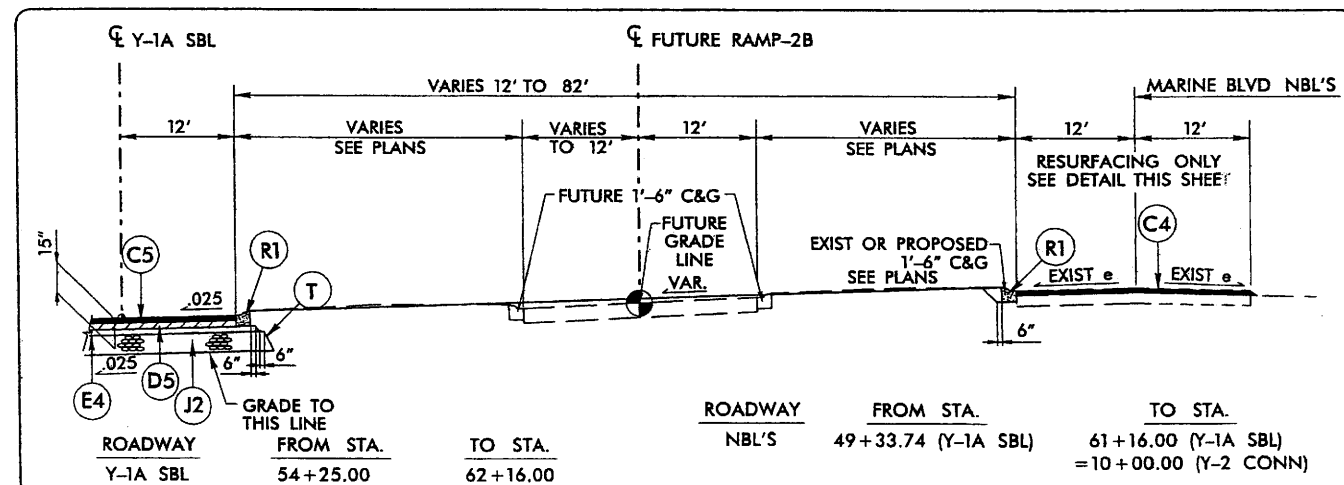 ℄ Y-1A SBL
℄ FUTURE RAMP-2B
VARIES 12' TO 82'
MARINE BLVD NBL'S
12'
VARIES
SEE PLANS
VARIES
TO 12'
12'
VARIES
SEE PLANS
12'
12'
RESURFACING ONLY
SEE DETAIL THIS SHEET
FUTURE 1'-6" C&G
FUTURE
GRADE
LINE
VAR.
EXIST OR PROPOSED
1'-6" C&G
SEE PLANS
R1
C4
EXIST e
EXIST e
6"
15"
C5
.025
R1
T
.025
6"
6"
E4
D5
J2
GRADE TO
THIS LINE
ROADWAY FROM STA. TO STA.
Y-1A SBL 54+25.00 62+16.00
ROADWAY FROM STA. TO STA.
NBL'S 49+33.74 (Y-1A SBL) 61+16.00 (Y-1A SBL)
=10+00.00 (Y-2 CONN)